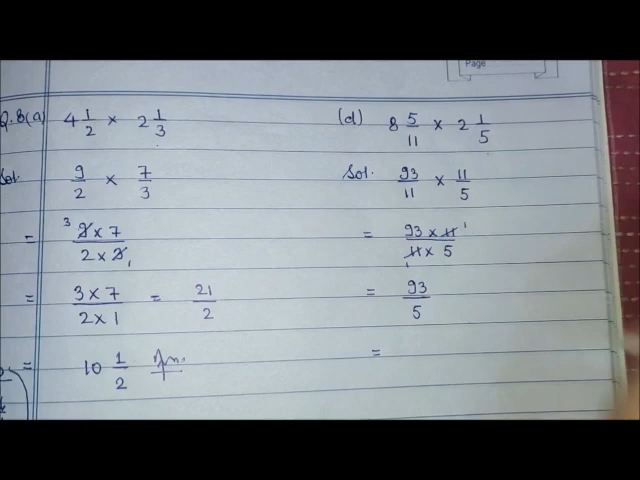 Page
Q.8(a) 4 1/2 × 2 1/3
Sol. 9/2 × 7/3
= 3 9 × 7 / 2 × 3 1
= 3 × 7 / 2 × 1 = 21/2
= 10 1/2 Ans.
(d) 8 5/11 × 2 1/5
Sol. 93/11 × 11/5
= 93 × 11 1 / 1 11 × 5
= 93/5
=